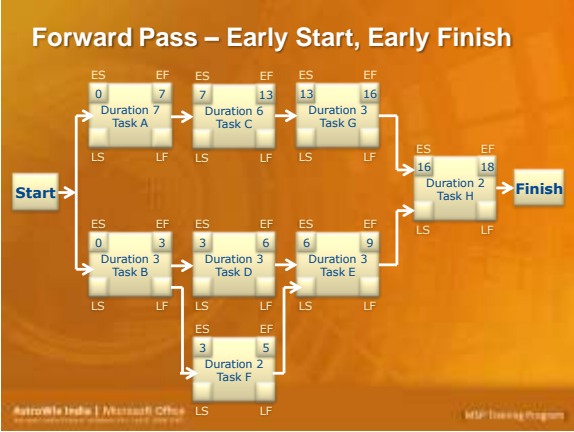 Forward Pass – Early Start, Early Finish
ES EF
0 7
Duration 7
Task A
LS LF
ES EF
7 13
Duration 6
Task C
LS LF
ES EF
13 16
Duration 3
Task G
LS LF
ES EF
16 18
Duration 2
Task H
LS LF
Start
Finish
ES EF
0 3
Duration 3
Task B
LS LF
ES EF
3 6
Duration 3
Task D
LF
ES EF
6 9
Duration 3
Task E
LS LF
ES EF
3 5
Duration 2
Task F
LS LF
AstroWix India | Microsoft Office
MSP Training Program